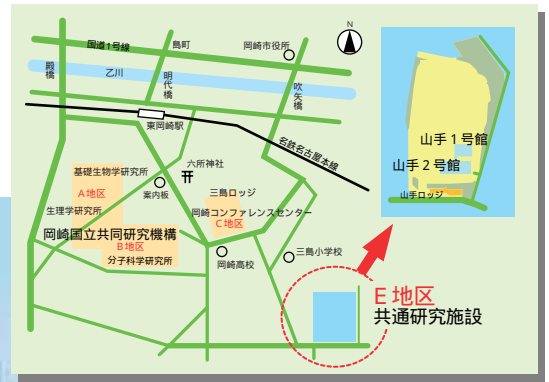 N
国道1号線
島町
岡崎市役所
殿橋
乙川
明代橋
吹矢橋
東岡崎駅
名鉄名古屋本線
山手1号館
山手2号館
山手ロッジ
六所神社
基礎生物学研究所
A地区
案内板
三島ロッジ
生理学研究所
岡崎コンファレンスセンター
C地区
岡崎国立共同研究機構
B地区
分子科学研究所
岡崎高校
三島小学校
E地区
共通研究施設